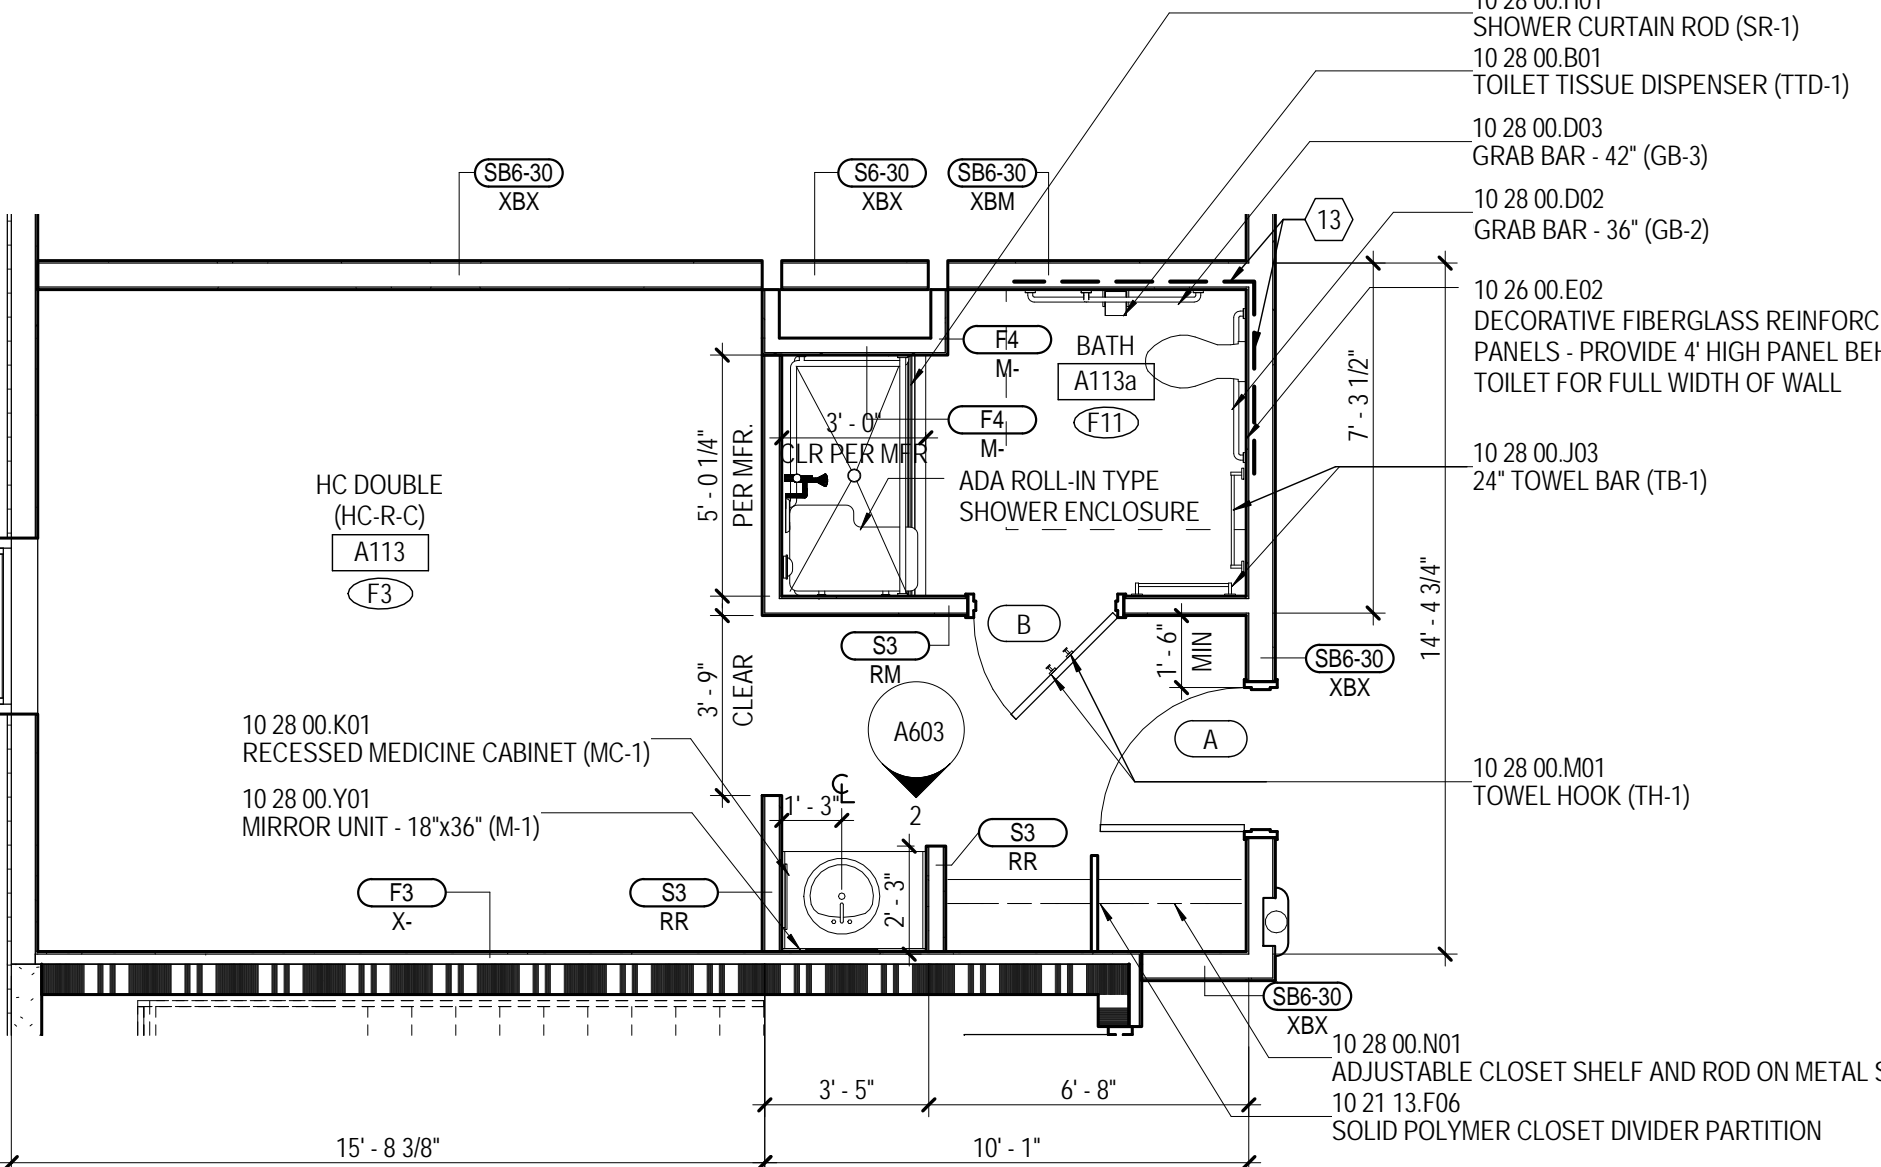 10 28 00.H01
SHOWER CURTAIN ROD (SR-1)
10 28 00.B01
TOILET TISSUE DISPENSER (TTD-1)
10 28 00.D03
GRAB BAR - 42" (GB-3)
10 28 00.D02
GRAB BAR - 36" (GB-2)
13
10 26 00.E02
DECORATIVE FIBERGLASS REINFORC
PANELS - PROVIDE 4' HIGH PANEL BEH
TOILET FOR FULL WIDTH OF WALL
10 28 00.J03
24" TOWEL BAR (TB-1)
SB6-30
XBX
S6-30
XBX
SB6-30
XBM
F4
M-
BATH
A113a
F11
F4
M-
3' - 0"
CLR PER MFR
5' - 0 1/4"
PER MFR.
ADA ROLL-IN TYPE
SHOWER ENCLOSURE
7' - 3 1/2"
14' - 4 3/4"
HC DOUBLE
(HC-R-C)
A113
F3
B
S3
RM
1' - 6"
MIN
SB6-30
XBX
3' - 9"
CLEAR
A603
2
A
10 28 00.K01
RECESSED MEDICINE CABINET (MC-1)
10 28 00.Y01
MIRROR UNIT - 18"x36" (M-1)
10 28 00.M01
TOWEL HOOK (TH-1)
CL
1' - 3"
S3
RR
2' - 3"
F3
X-
S3
RR
SB6-30
XBX
10 28 00.N01
ADJUSTABLE CLOSET SHELF AND ROD ON METAL S
10 21 13.F06
SOLID POLYMER CLOSET DIVIDER PARTITION
3' - 5"
6' - 8"
15' - 8 3/8"
10' - 1"